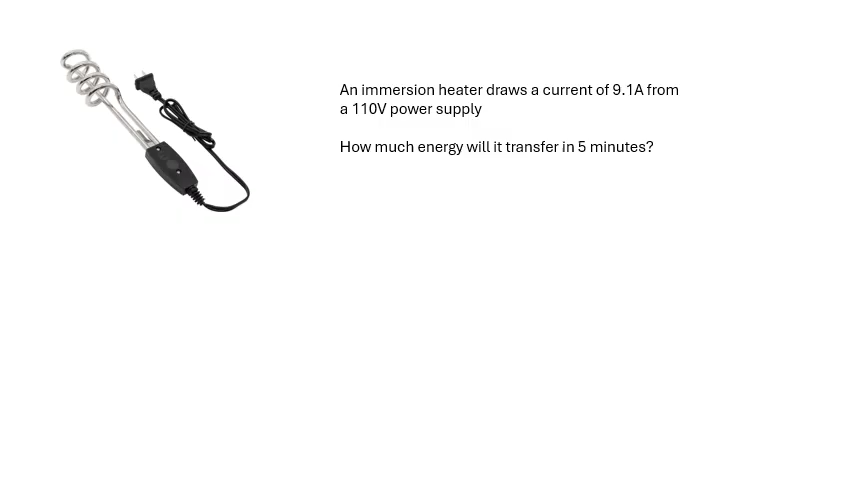 An immersion heater draws a current of 9.1A from
a 110V power supply
How much energy will it transfer in 5 minutes?